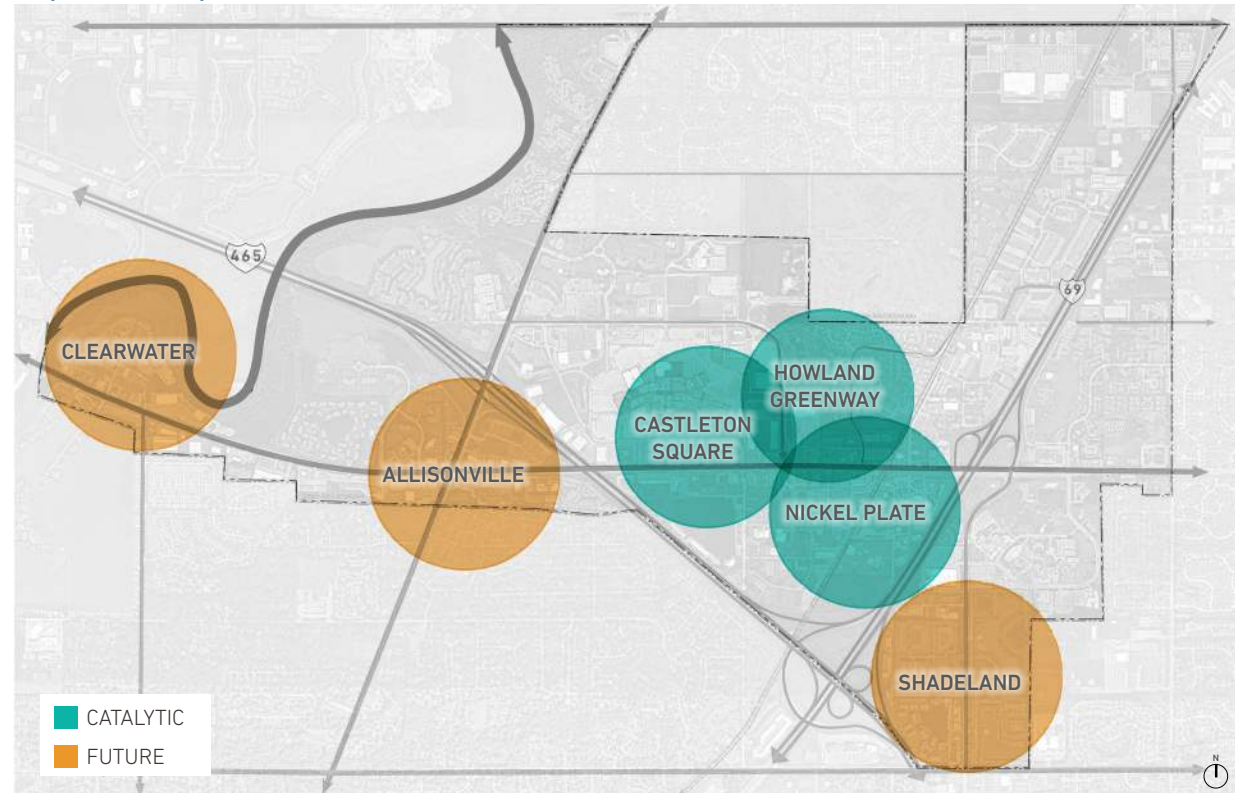 465
69
CLEARWATER
HOWLAND
GREENWAY
CASTLETON
SQUARE
ALLISONVILLE
NICKEL PLATE
SHADELAND
CATALYTIC
FUTURE
N